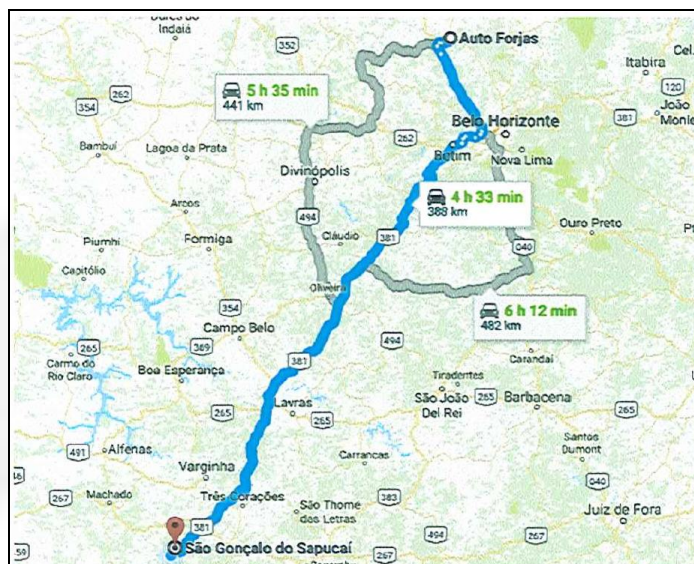 Dores do
Indaiá
352
Auto Forjas
Itabira
120
João
Monle
5 h 35 min
441 km
354
262
Belo Horizonte
381
262
Betim
Nova Lima
Bambuí
Lagoa da Prata
Divinópolis
4 h 33 min
388 km
Arcos
494
Ouro Preto
Piumhi
Formiga
Cláudio
381
040
Capitólio
Oliveira
6 h 12 min
482 km
354
Campo Belo
265
369
494
Carandaí
Carmo do
Rio Claro
381
Boa Esperança
Tiradentes
São João
Del Rei
265
Barbacena
265
Lavras
265
265
491
Alfenas
Carrancas
Santos
Dumont
Varginha
040
267
Machado
Três Corações
São Thome
das Letras
383
Juiz de Fora
381
São Gonçalo do Sapucaí
267
267